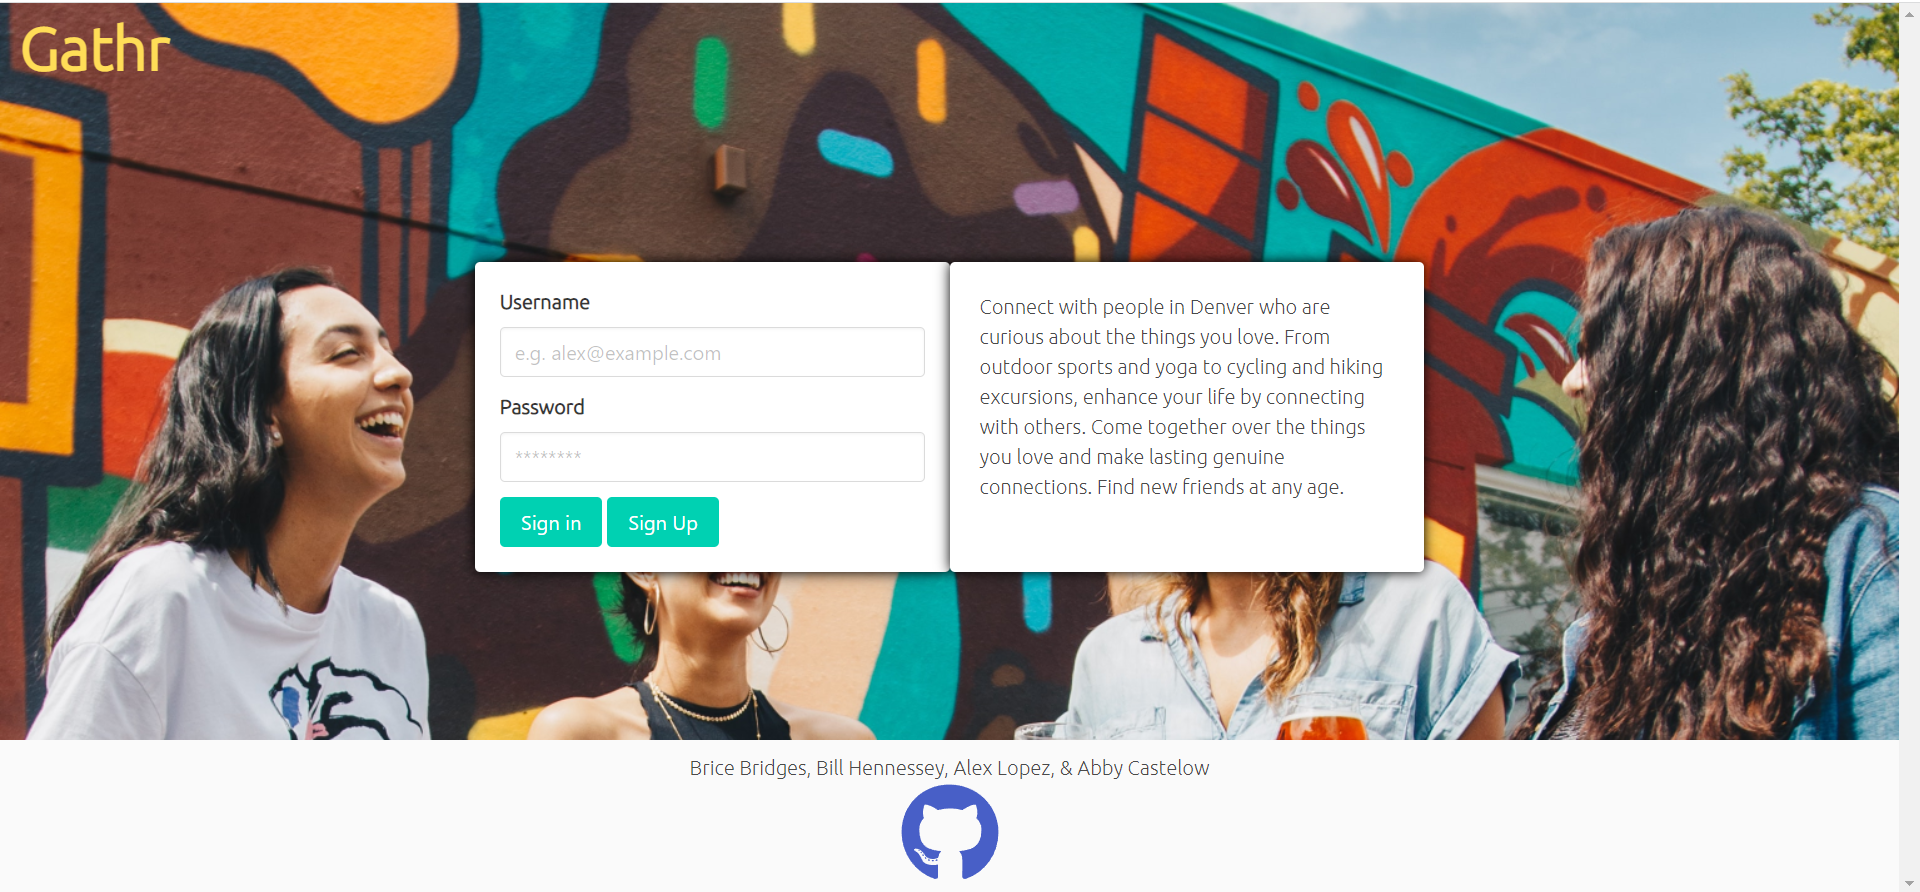 Gathr
Username
e.g. alex@example.com
Password
********
Sign in
Sign Up
Connect with people in Denver who are
curious about the things you love. From
outdoor sports and yoga to cycling and hiking
excursions, enhance your life by connecting
with others. Come together over the things
you love and make lasting genuine
connections. Find new friends at any age.
Brice Bridges, Bill Hennessey, Alex Lopez, & Abby Castelow